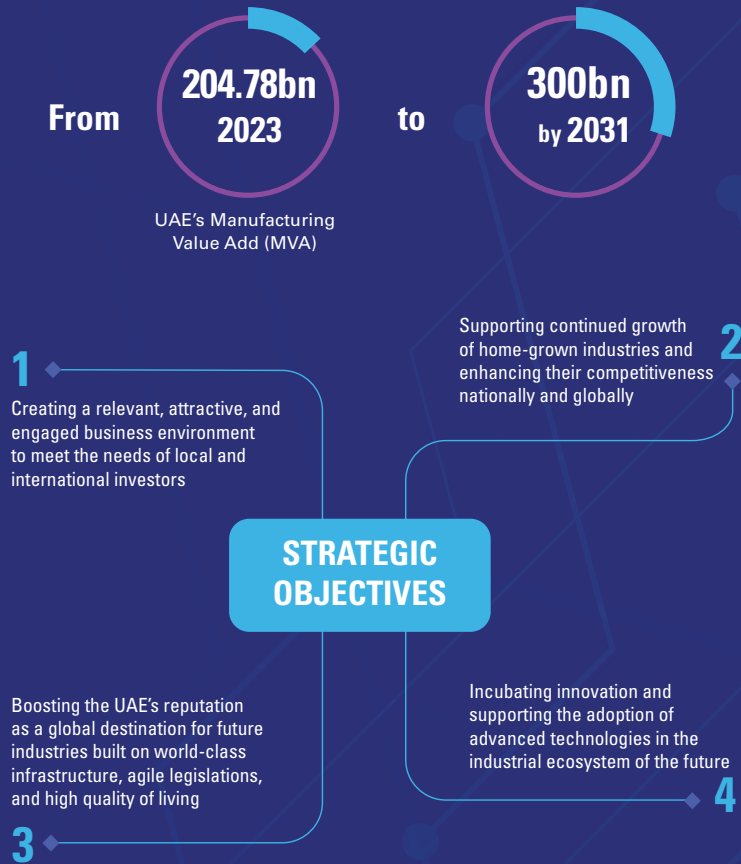 From
204.78bn
2023
to
300bn
by 2031
UAE's Manufacturing
Value Add (MVA)
1
Creating a relevant, attractive, and
engaged business environment
to meet the needs of local and
international investors
2
Supporting continued growth
of home-grown industries and
enhancing their competitiveness
nationally and globally
STRATEGIC
OBJECTIVES
Boosting the UAE's reputation
as a global destination for future
industries built on world-class
infrastructure, agile legislations,
and high quality of living
3
Incubating innovation and
supporting the adoption of
advanced technologies in the
industrial ecosystem of the future
4